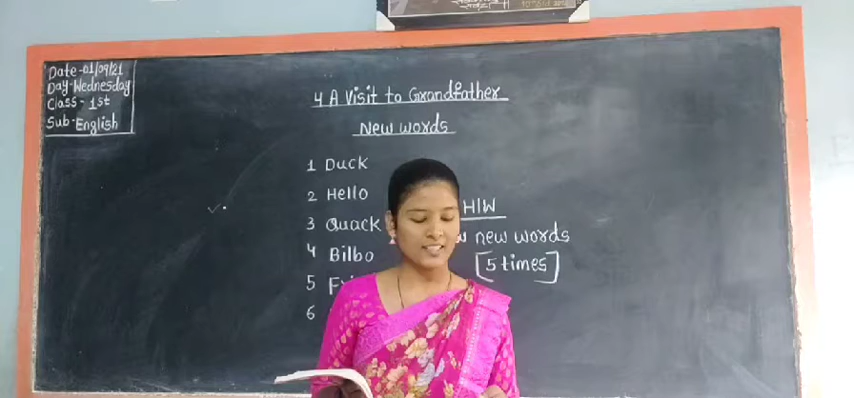 Date-01/09/21
Day-Wednesday
Class-1st
Sub-English
4 A Visit to Grandfather
New words
1 Duck
2 Hello
3 Quack
4 Bilbo
5
6
H/W
new words
[5 times]